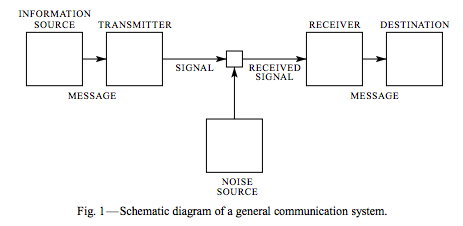 INFORMATION
SOURCE
TRANSMITTER
RECEIVER
DESTINATION
SIGNAL
RECEIVED
SIGNAL
MESSAGE
MESSAGE
NOISE
SOURCE
Fig. 1—Schematic diagram of a general communication system.